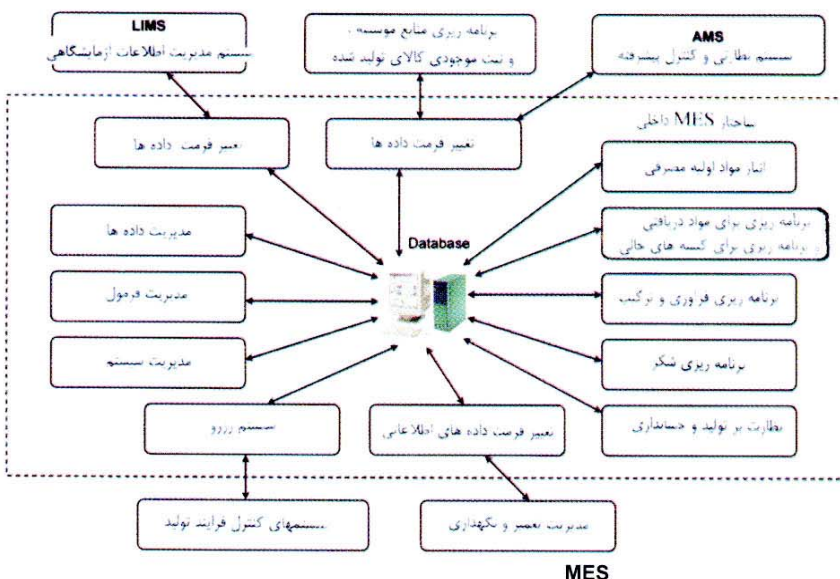 LIMS
سیستم مدیریت اطلاعات آزمایشگاهی
برنامه ریزی منابع موسسه ،
و ثبت موجودی کالای تولید شده
AMS
سیستم نظارتی و کنترل پیشرفته
ساختار MES داخلی
تغییر فرمت داده ها
تغییر فرمت داده ها
انبار مواد اولیه مصرفی
مدیریت داده ها
Database
برنامه ریزی برای مواد دریافتی
و برنامه ریزی برای کیسه های خالی
مدیریت فرمول
برنامه ریزی فرآوری و ترکیب
مدیریت سیستم
برنامه ریزی شکر
سیستم رزرو
تغییر فرمت داده های اطلاعاتی
نظارت بر تولید و حسابداری
سیستمهای کنترل فرایند تولید
مدیریت تعمیر و نگهداری
MES